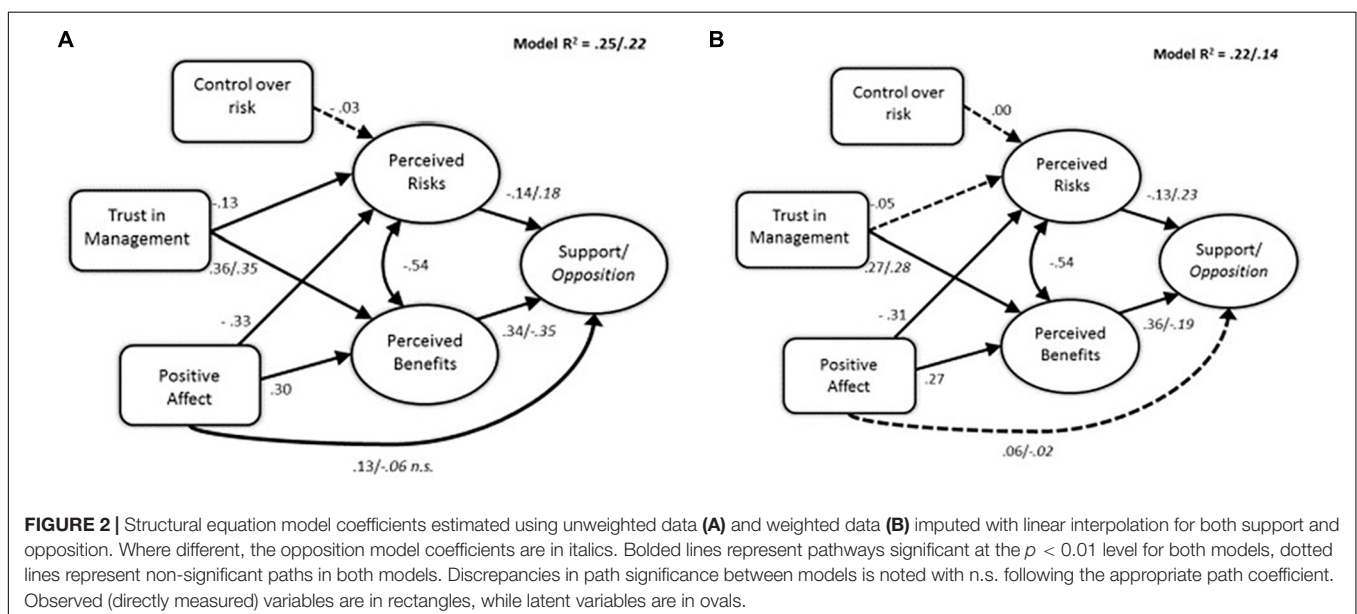 A
Model R² = .25/.22
Control over
risk
- .03
Perceived
Risks
-.14/.18
-.13
Trust in
Management
.36/.35
Support/
Opposition
-.54
- .33
Perceived
Benefits
.34/-.35
Positive
Affect
.30
.13/-.06 n.s.
B
Model R² = .22/.14
Control over
risk
.00
Perceived
Risks
-.13/.23
-.05
Trust in
Management
.27/.28
Support/
Opposition
-.54
- .31
Perceived
Benefits
.36/-.19
Positive
Affect
.27
.06/-.02
FIGURE 2 | Structural equation model coefficients estimated using unweighted data (A) and weighted data (B) imputed with linear interpolation for both support and
opposition. Where different, the opposition model coefficients are in italics. Bolded lines represent pathways significant at the p < 0.01 level for both models, dotted
lines represent non-significant paths in both models. Discrepancies in path significance between models is noted with n.s. following the appropriate path coefficient.
Observed (directly measured) variables are in rectangles, while latent variables are in ovals.